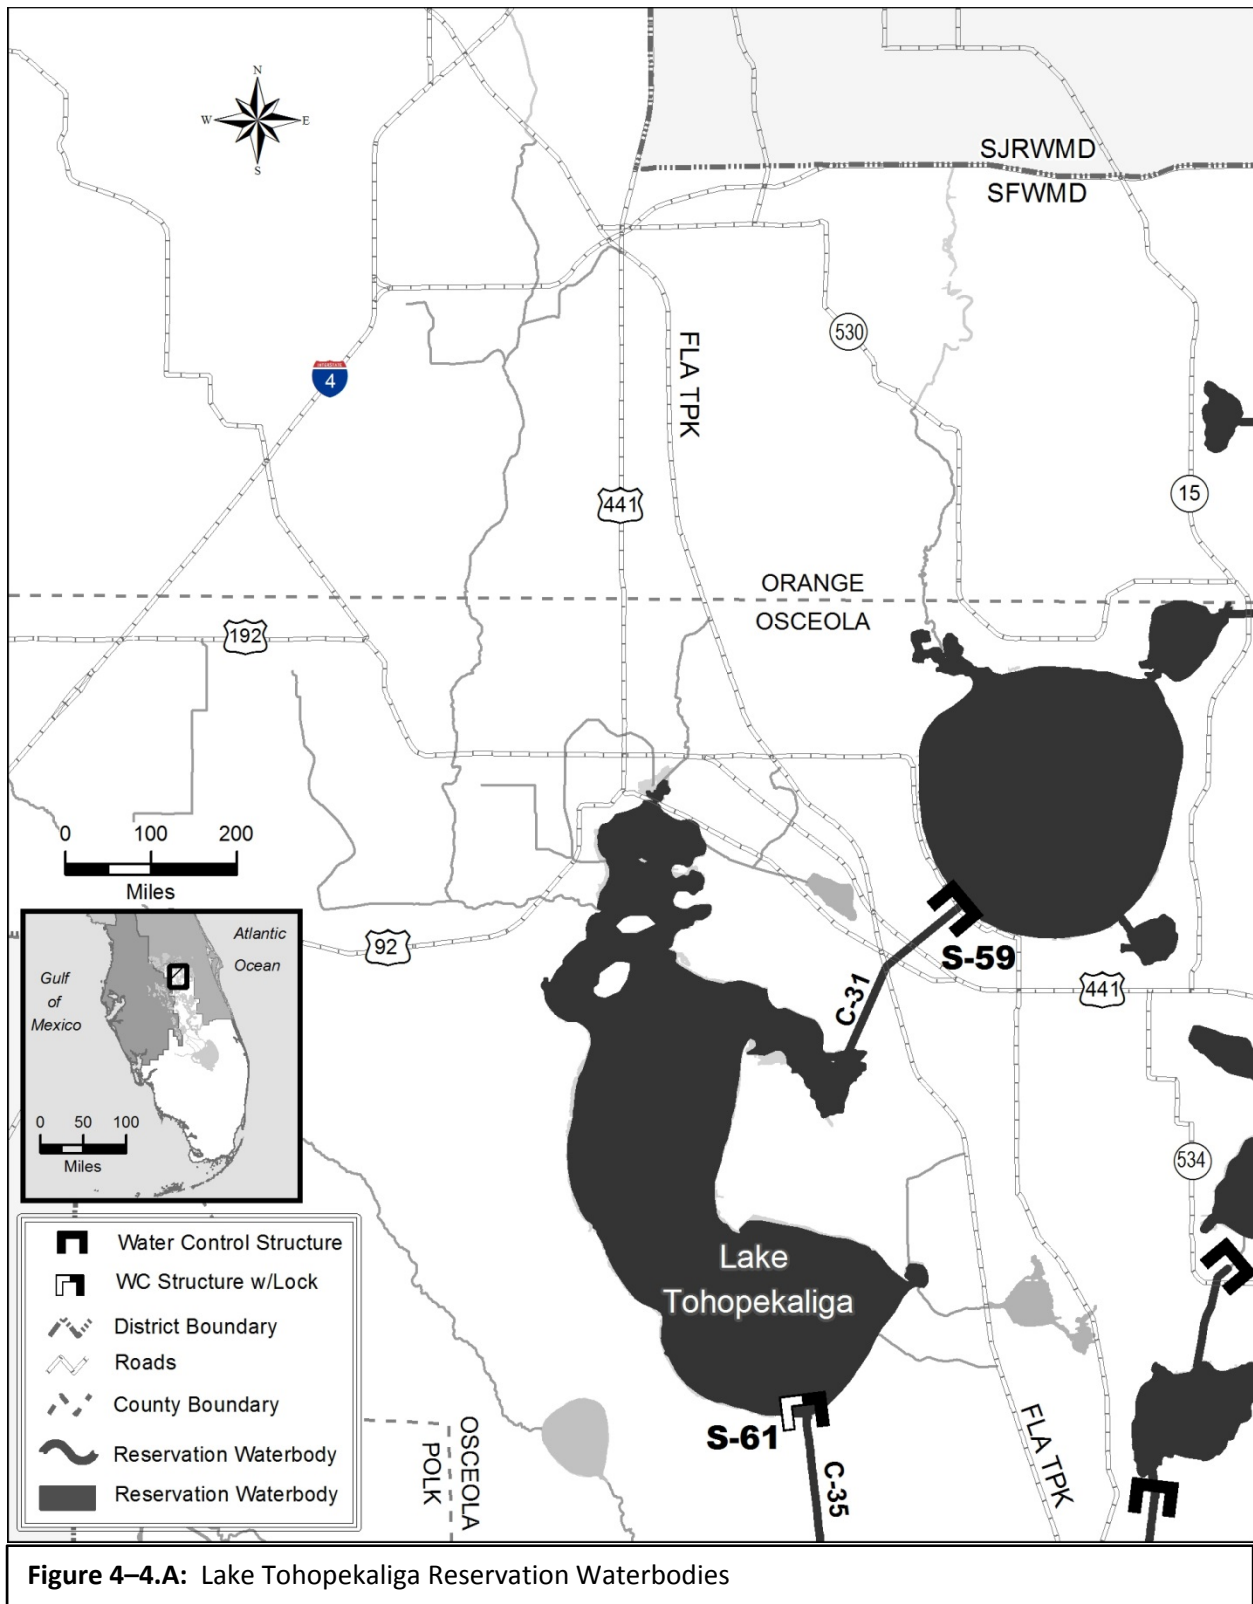 N
W
E
S
SJRWMD
SFWMD
530
FLA TPK
INTERSTATE
4
441
15
ORANGE
OSCEOLA
192
0 100 200
Miles
92
S-59
C-31
441
Atlantic
Ocean
Gulf
of
Mexico
0 50 100
Miles
534
Lake
Tohopekaliga
Water Control Structure
WC Structure w/Lock
District Boundary
Roads
County Boundary
Reservation Waterbody
Reservation Waterbody
OSCEOLA
POLK
S-61
C-35
FLA TPK
Figure 4–4.A: Lake Tohopekaliga Reservation Waterbodies